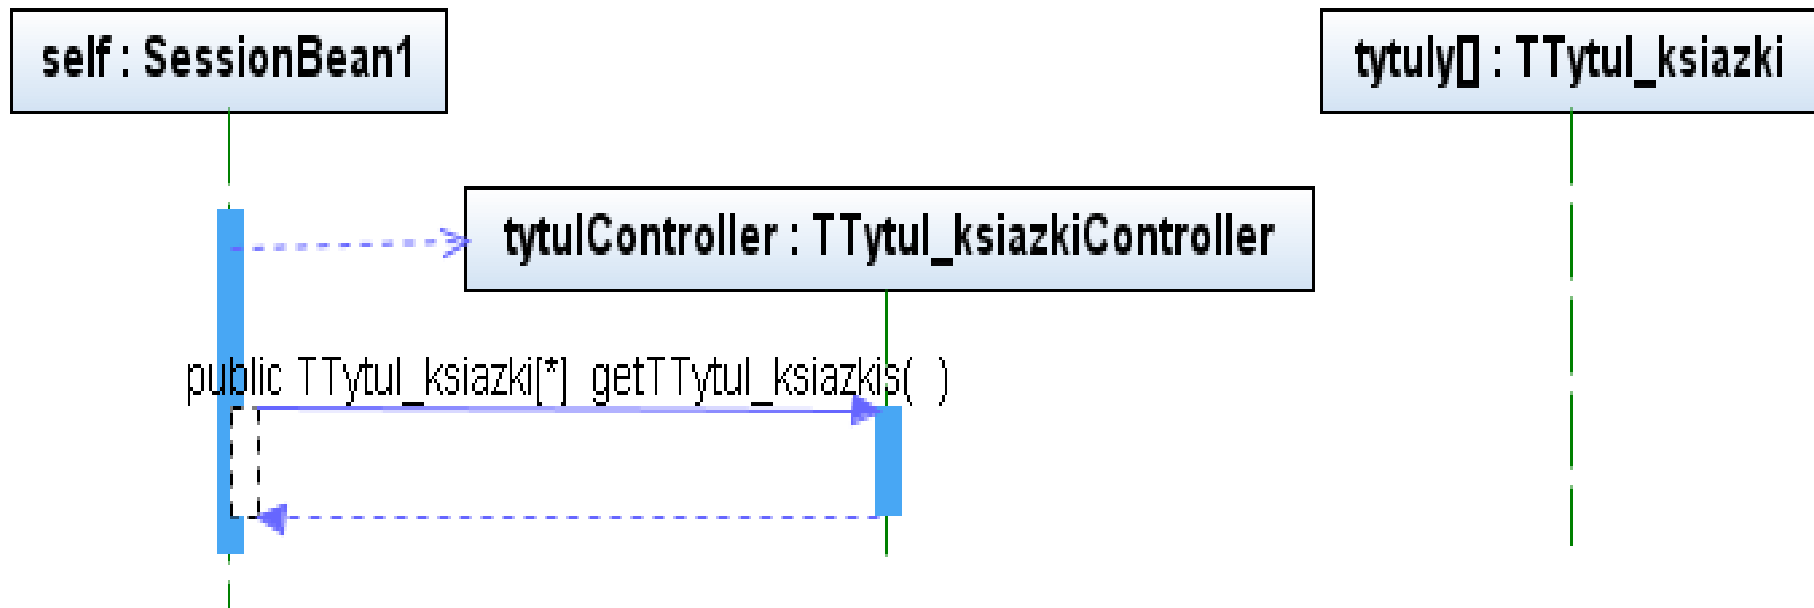 self : SessionBean1
tytuly[] : TTytul_ksiazki
tytulController : TTytul_ksiazkiController
public TTytul_ksiazki[*] getTTytul_ksiazkis( )